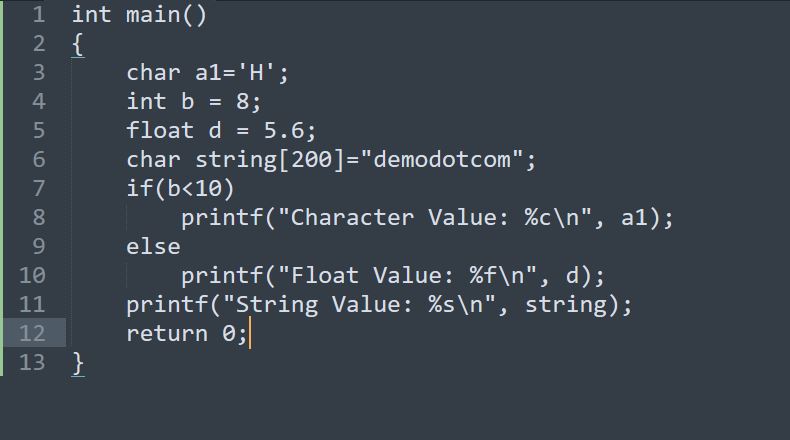 1 int main()
2 {
3     char a1='H';
4     int b = 8;
5     float d = 5.6;
6     char string[200]="demodotcom";
7     if(b<10)
8         printf("Character Value: %c\n", a1);
9     else
10         printf("Float Value: %f\n", d);
11     printf("String Value: %s\n", string);
12     return 0;
13 }